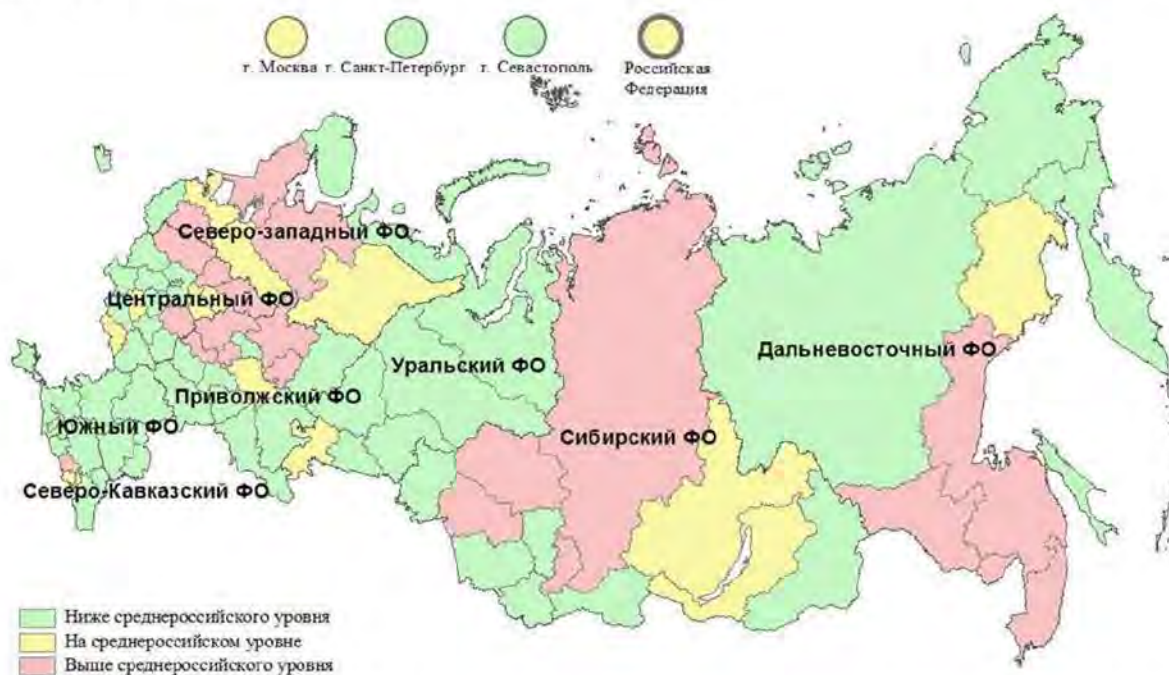 г. Москва г. Санкт-Петербург г. Севастополь
Российская
Федерация
Северо-западный ФО
Центральный ФО
Уральский ФО
Дальневосточный ФО
Приволжский ФО
Южный ФО
Сибирский ФО
Северо-Кавказский ФО
Ниже среднероссийского уровня
На среднероссийском уровне
Выше среднероссийского уровня